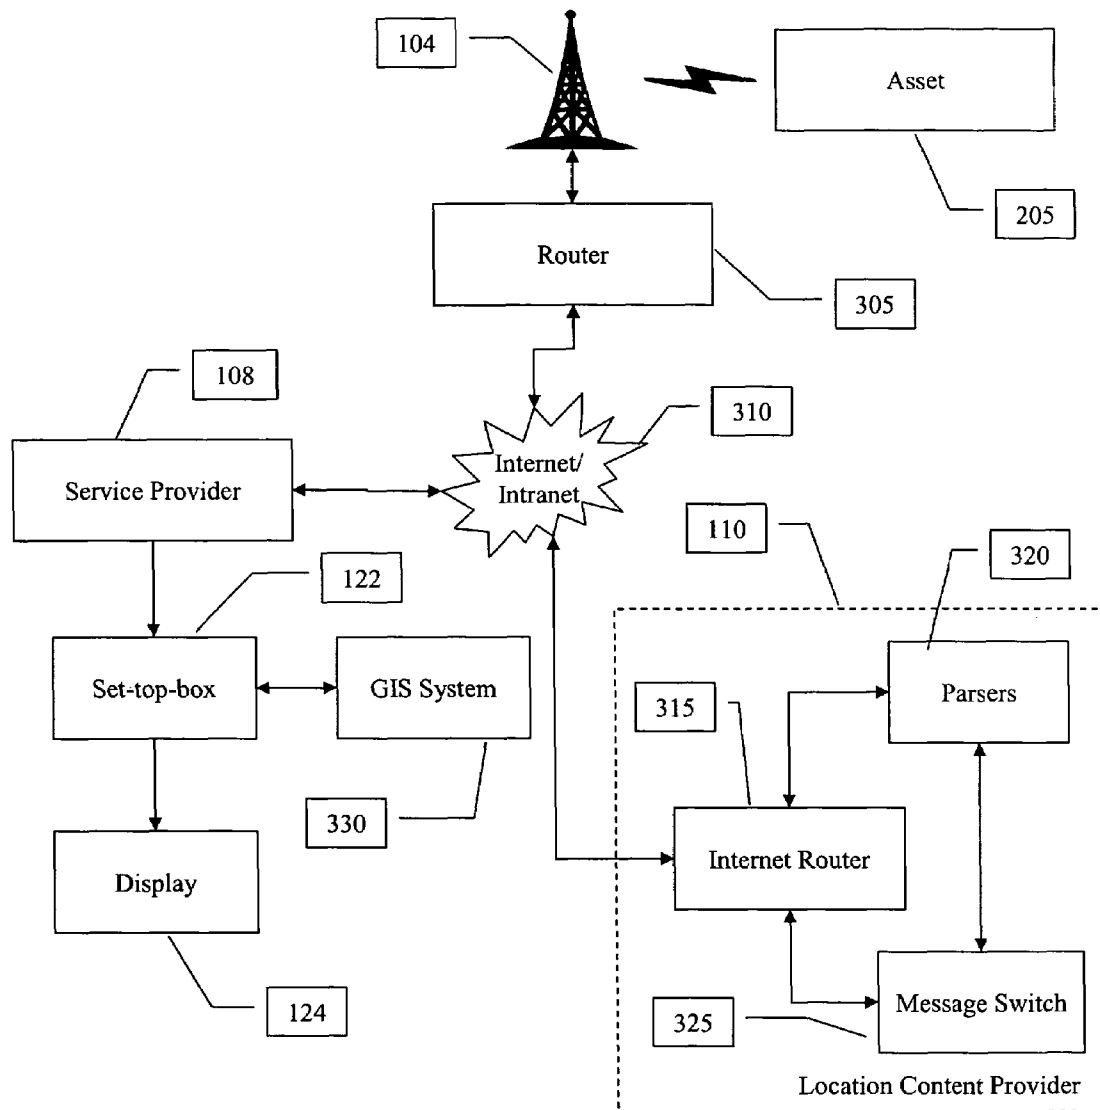 104
Asset
205
Router
305
108
310
Service Provider
Internet/
Intranet
110
320
122
Set-top-box
GIS System
315
Parsers
330
Internet Router
Display
124
325
Message Switch
Location Content Provider